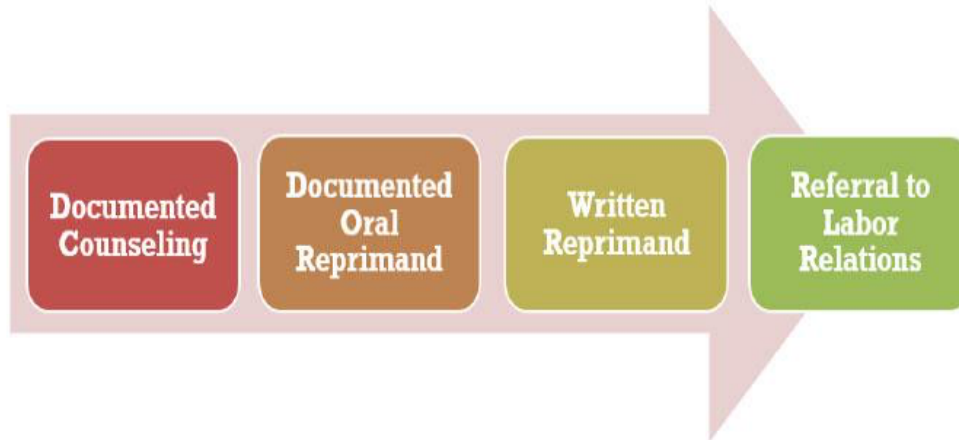 Documented
Counseling
Documented
Oral
Reprimand
Written
Reprimand
Referral to
Labor
Relations